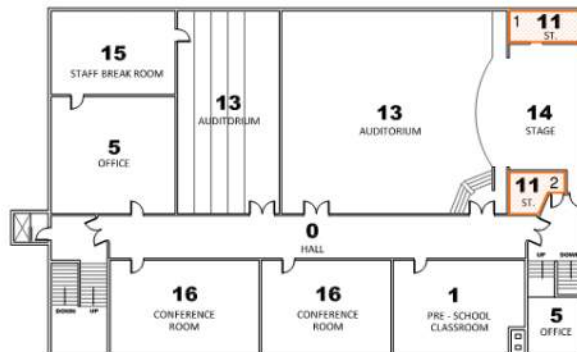 1
11
ST.
15
STAFF BREAK ROOM
13
AUDITORIUM
13
AUDITORIUM
14
STAGE
5
OFFICE
11
2
ST.
0
HALL
UP DOWN
16
CONFERENCE
ROOM
16
CONFERENCE
ROOM
1
PRE - SCHOOL
CLASSROOM
DOWN UP
5
OFFICE